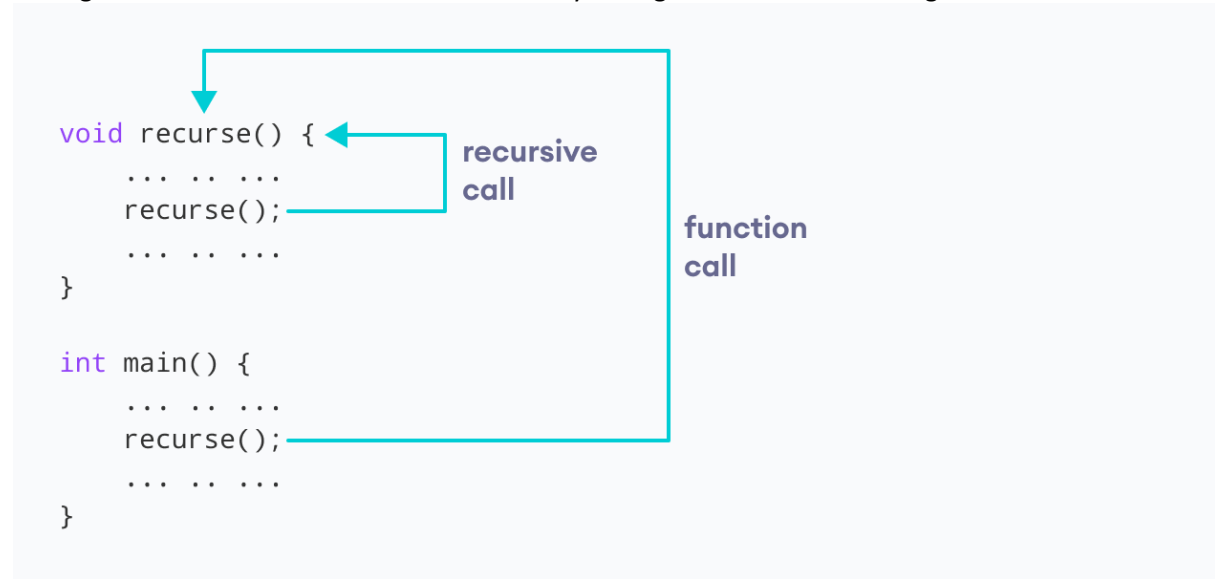 void recurse() {
... .. ...
recurse();
... .. ...
}
recursive
call
function
call
int main() {
... .. ...
recurse();
... .. ...
}